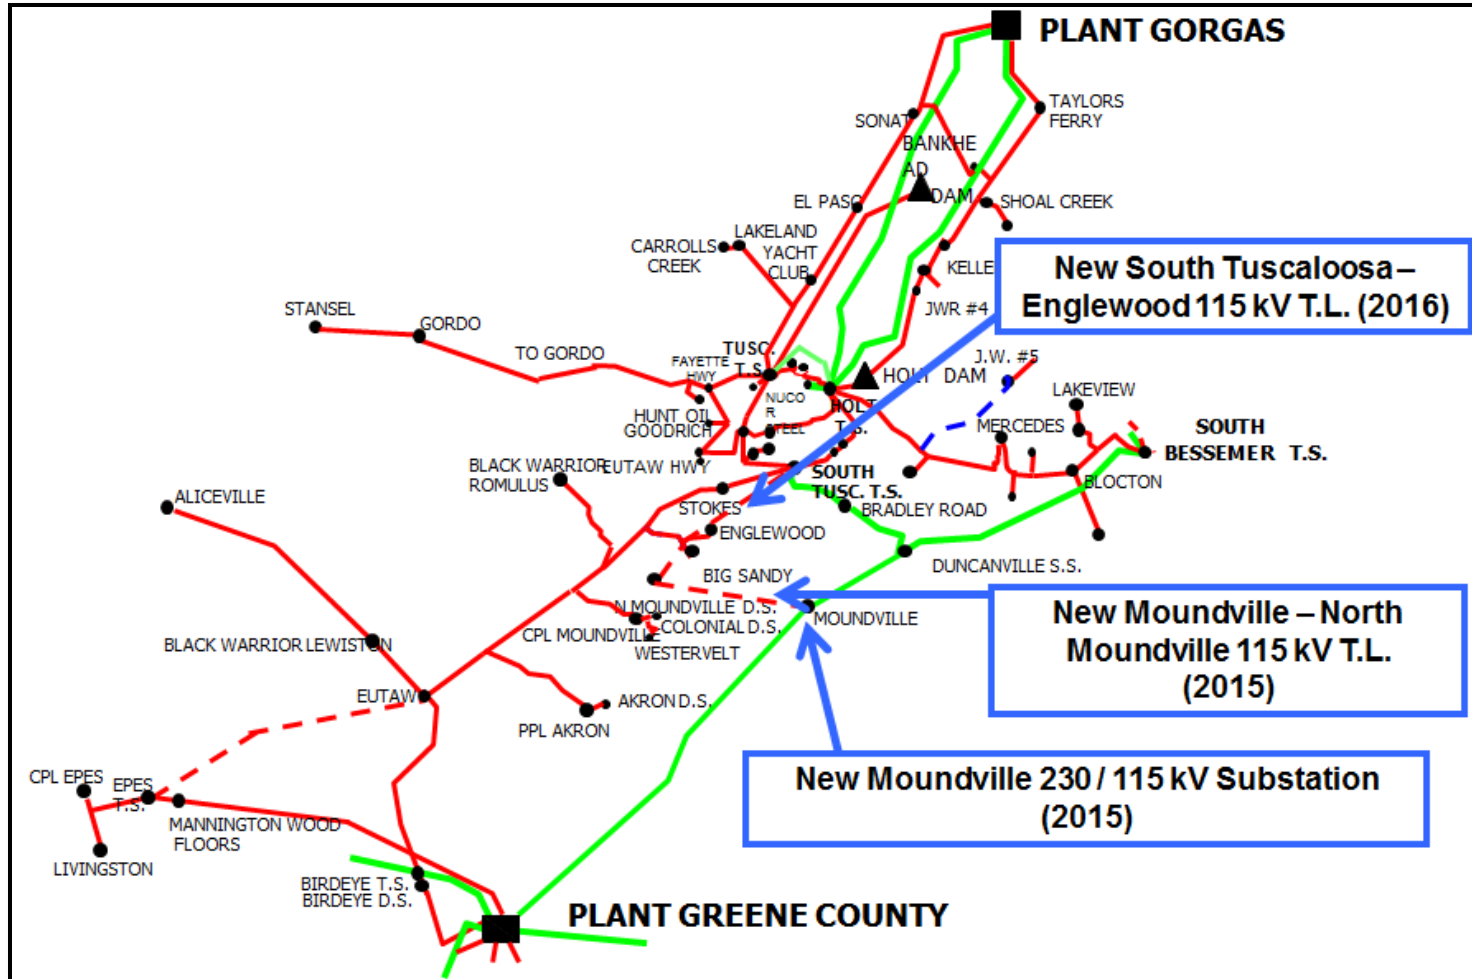 PLANT GORGAS
TAYLORS
FERRY
SONAT
BANKHE
AD
DAM
EL PASO
SHOAL CREEK
LAKELAND
YACHT
CLUB
CARROLLS
CREEK
KELLE
New South Tuscaloosa–
Englewood 115 kV T.L. (2016)
JWR #4
STANSEL
GORDO
TO GORDO
TUSC.
T.S.
FAYETTE
HWY
J.W. #5
HOLT DAM
LAKEVIEW
NUCO
R
STEEL
HOLT
T.S.
HUNT OIL
GOODRICH
MERCEDES
SOUTH
BESSEMER T.S.
EUTAW HWY
BLACK WARRIOR
ROMULUS
SOUTH
TUSC. T.S.
BLOCTON
ALICEVILLE
STOKES
BRADLEY ROAD
ENGLEWOOD
DUNCANVILLE S.S.
BIG SANDY
N MOUNDVILLE D.S.
MOUNDVILLE
CPL MOUNDVILLE
COLONIAL D.S.
WESTERVELT
New Moundville – North
Moundville 115 kV T.L.
(2015)
BLACK WARRIOR LEWISTON
EUTAW
AKRON D.S.
PPL AKRON
New Moundville 230 / 115 kV Substation
(2015)
CPL EPES
EPES
T.S.
MANNINGTON WOOD
FLOORS
LIVINGSTON
BIRDEYE T.S.
BIRDEYE D.S.
PLANT GREENE COUNTY